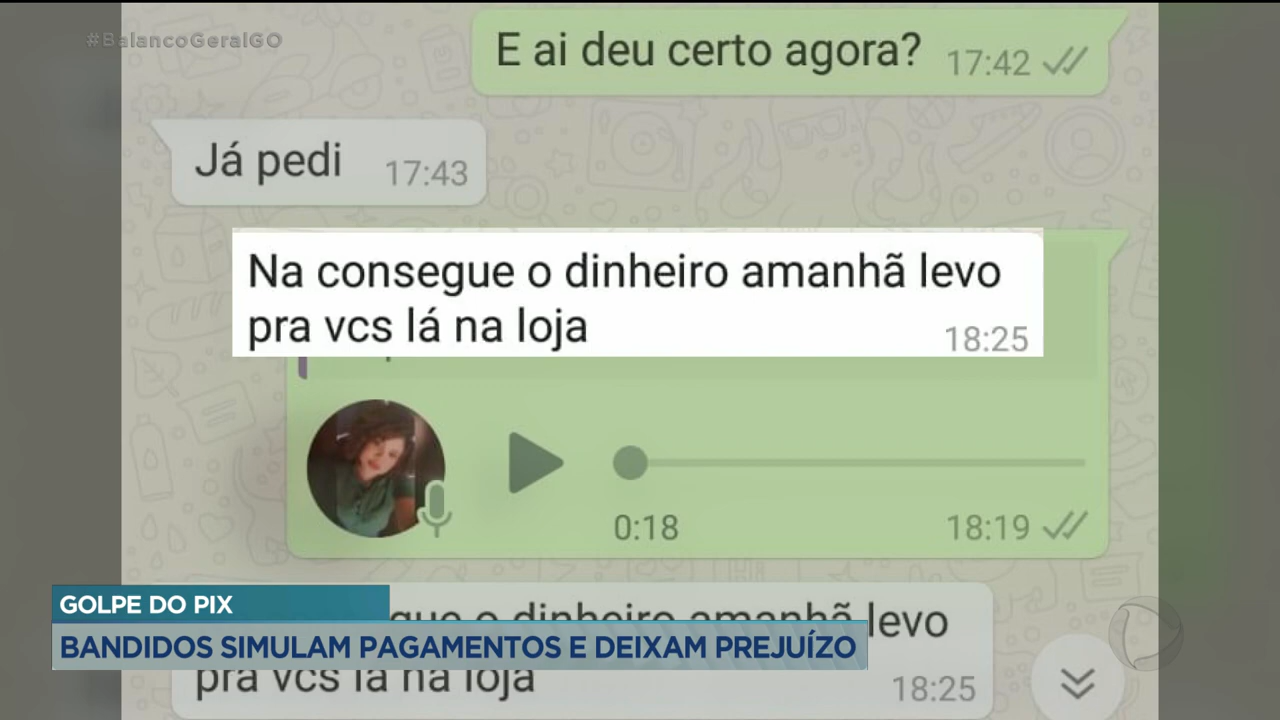 #BalancoGeralGO
E ai deu certo agora?
17:42
Já pedi
17:43
Na consegue o dinheiro amanhã levo
pra vcs lá na loja
18:25
0:18
18:19
o dinheiro amanhã levo
pra vcs lá na loja
18:25
GOLPE DO PIX
BANDIDOS SIMULAM PAGAMENTOS E DEIXAM PREJUÍZO